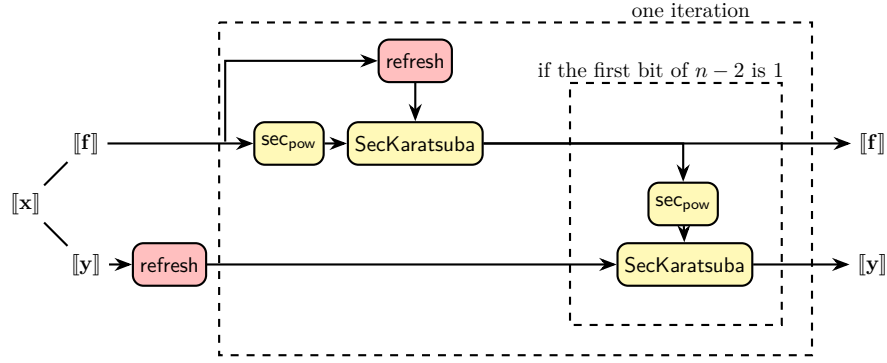 one iteration
refresh
if the first bit of n − 2 is 1
⟦f⟧
sec_pow
SecKaratsuba
⟦f⟧
⟦x⟧
sec_pow
⟦y⟧
refresh
SecKaratsuba
⟦y⟧